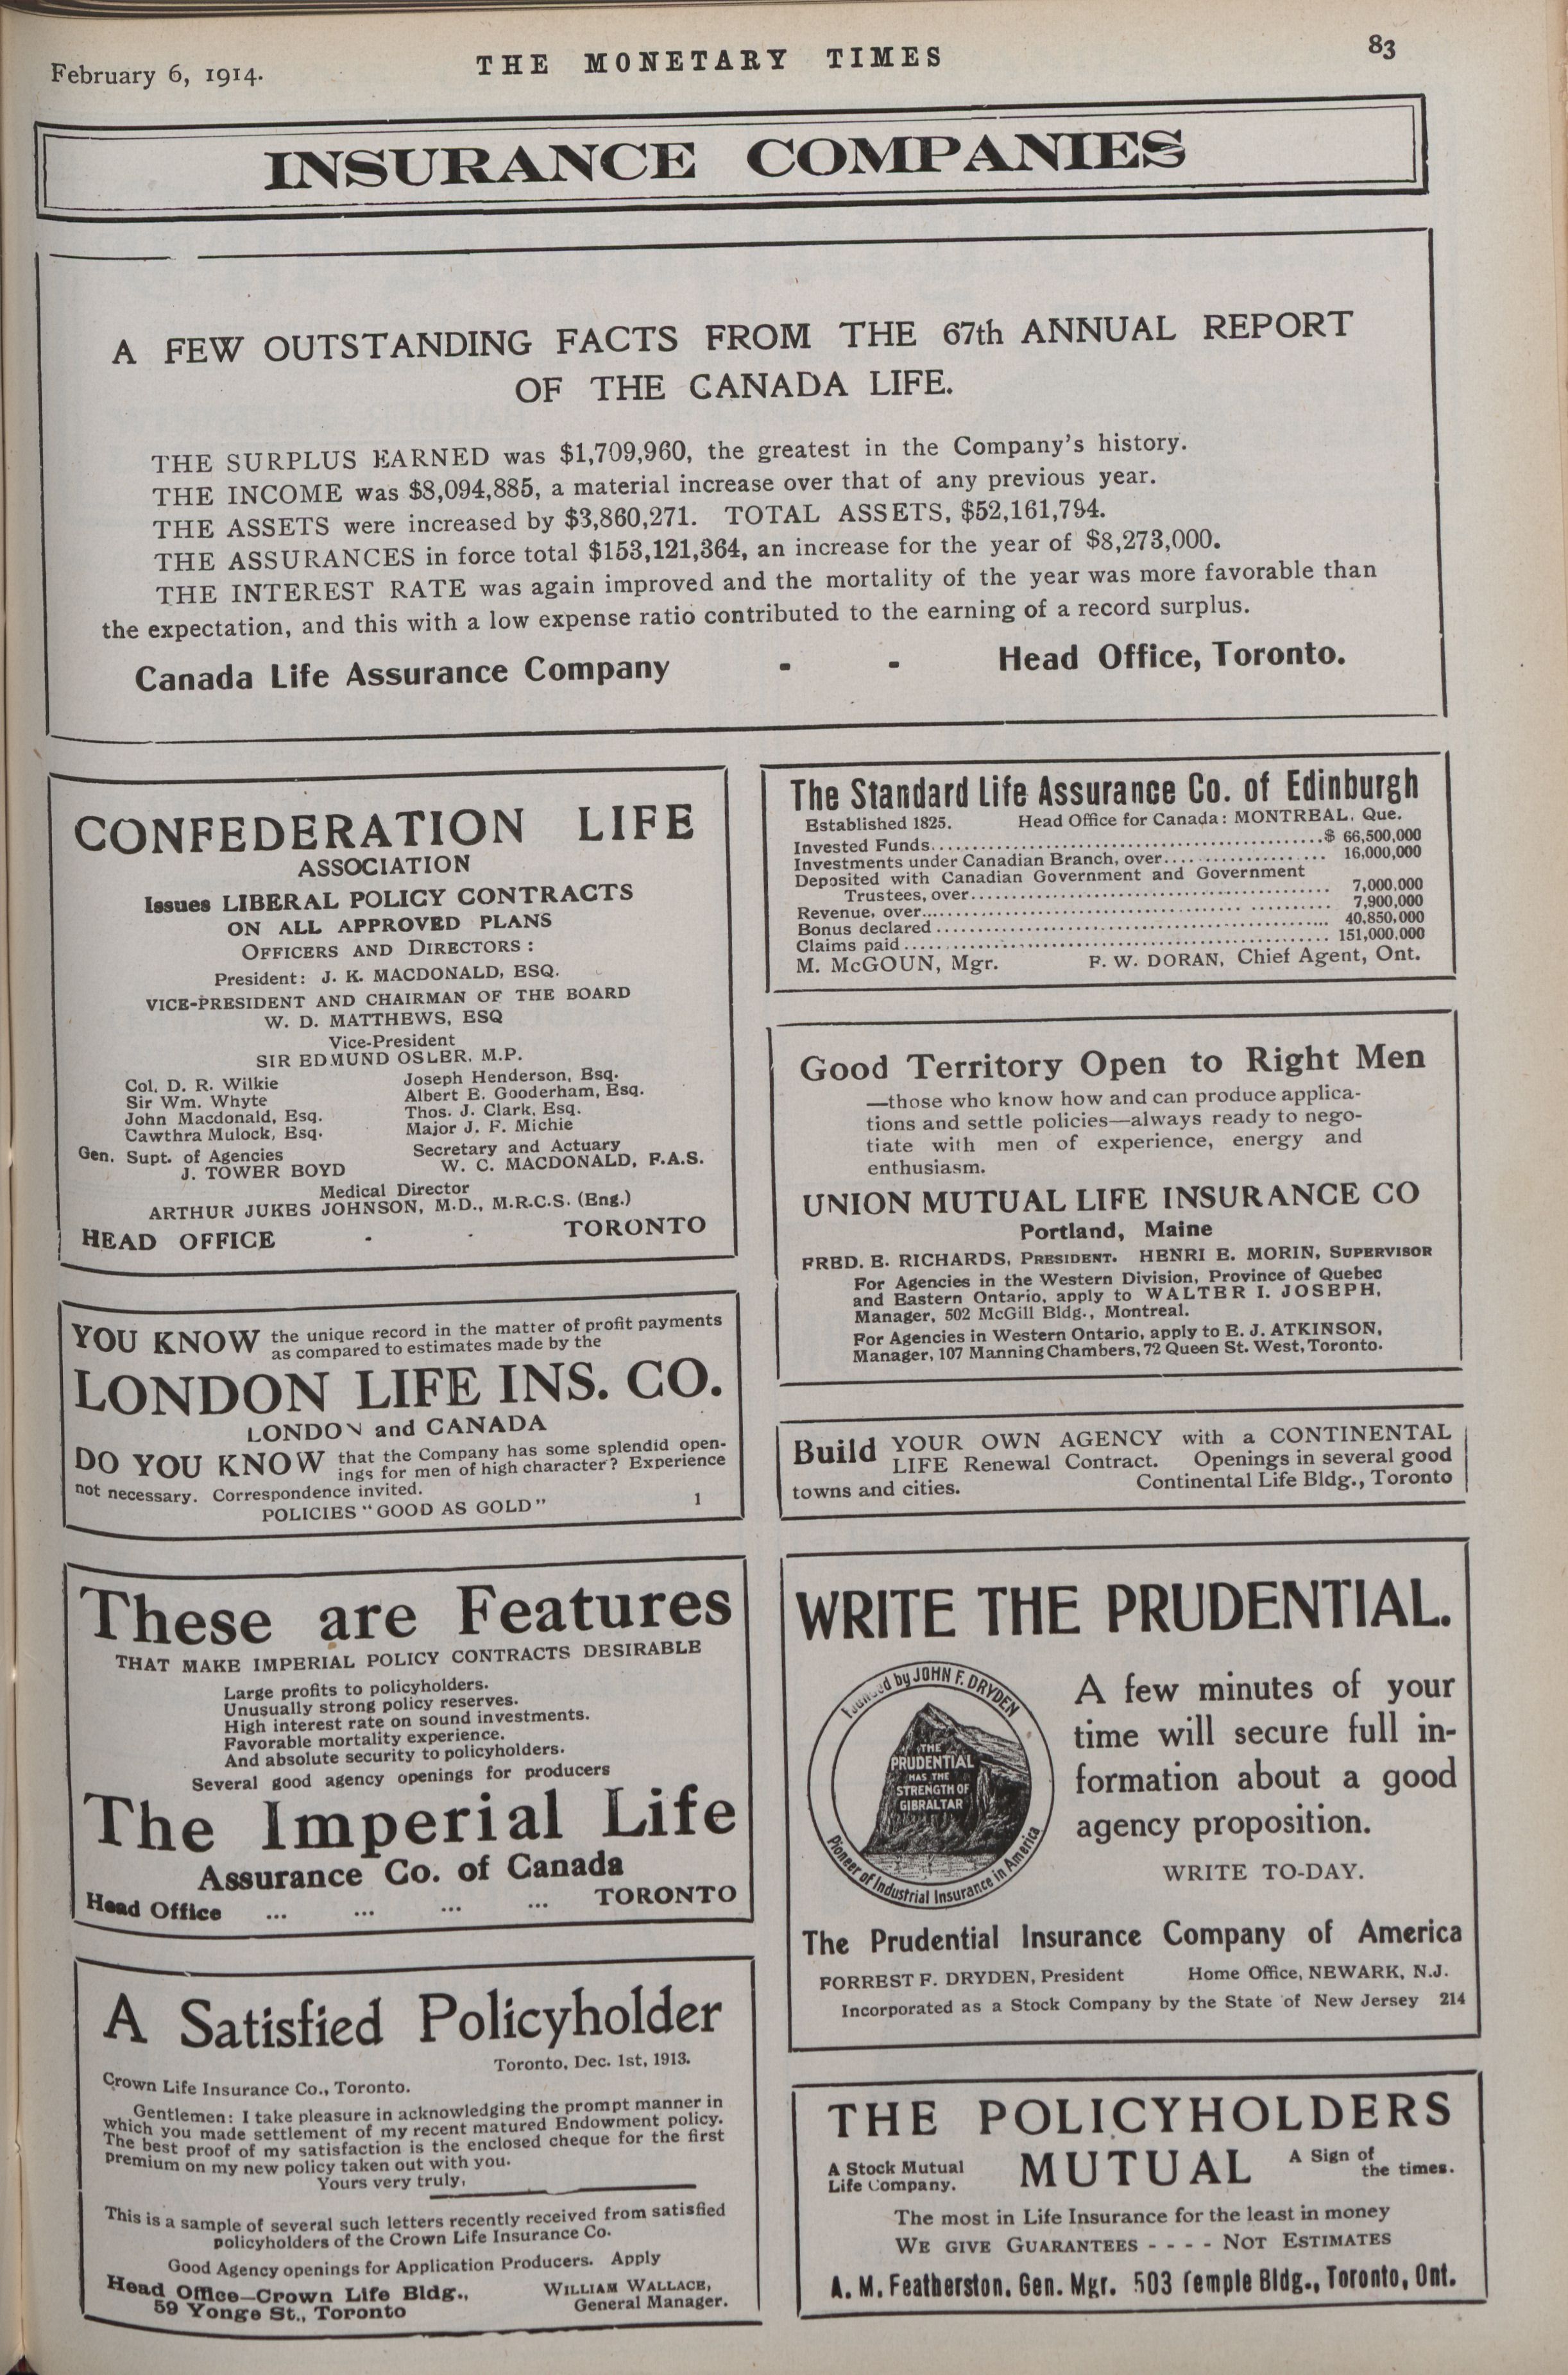 February 6, 1914.
THE MONETARY TIMES
83
INSURANCE COMPANIES
A FEW OUTSTANDING FACTS FROM THE 67th ANNUAL REPORT
OF THE CANADA LIFE.
THE SURPLUS EARNED was $1,709,960, the greatest in the Company's history.
THE INCOME was $8,094,885, a material increase over that of any previous year.
THE ASSETS were increased by $3,860,271. TOTAL ASSETS, $52,161,794.
THE ASSURANCES in force total $153,121,364, an increase for the year of $8,273,000.
THE INTEREST RATE was again improved and the mortality of the year was more favorable than
the expectation, and this with a low expense ratio contributed to the earning of a record surplus.
Canada Life Assurance Company - - Head Office, Toronto.
CONFEDERATION LIFE
ASSOCIATION
Issues LIBERAL POLICY CONTRACTS
ON ALL APPROVED PLANS
OFFICERS AND DIRECTORS :
President: J. K. MACDONALD, ESQ.
VICE-PRESIDENT AND CHAIRMAN OF THE BOARD
W. D. MATTHEWS, ESQ
Vice-President
SIR EDMUND OSLER, M.P.
Col. D. R. Wilkie Joseph Henderson, Esq.
Sir Wm. Whyte Albert E. Gooderham, Esq.
John Macdonald, Esq. Thos. J. Clark, Esq.
Cawthra Mulock, Esq. Major J. F. Michie
Gen. Supt. of Agencies Secretary and Actuary
J. TOWER BOYD W. C. MACDONALD, F.A.S.
Medical Director
ARTHUR JUKES JOHNSON, M.D., M.R.C.S. (Eng.)
HEAD OFFICE - - TORONTO
YOU KNOW the unique record in the matter of profit payments
as compared to estimates made by the
LONDON LIFE INS. CO.
LONDON and CANADA
DO YOU KNOW that the Company has some splendid open-
ings for men of high character? Experience
not necessary. Correspondence invited.
POLICIES "GOOD AS GOLD" 1
These are Features
THAT MAKE IMPERIAL POLICY CONTRACTS DESIRABLE
Large profits to policyholders.
Unusually strong policy reserves.
High interest rate on sound investments.
Favorable mortality experience.
And absolute security to policyholders.
Several good agency openings for producers
The Imperial Life
Assurance Co. of Canada
Head Office ... ... ... ... TORONTO
A Satisfied Policyholder
Toronto, Dec. 1st, 1913.
Crown Life Insurance Co., Toronto.
Gentlemen: I take pleasure in acknowledging the prompt manner in
which you made settlement of my recent matured Endowment policy.
The best proof of my satisfaction is the enclosed cheque for the first
premium on my new policy taken out with you.
Yours very truly,
This is a sample of several such letters recently received from satisfied
policyholders of the Crown Life Insurance Co.
Good Agency openings for Application Producers. Apply
Head Office—Crown Life Bldg., WILLIAM WALLACE,
59 Yonge St., Toronto General Manager.
The Standard Life Assurance Co. of Edinburgh
Established 1825. Head Office for Canada: MONTREAL, Que.
Invested Funds..........$ 66,500,000
Investments under Canadian Branch, over.......... 16,000,000
Deposited with Canadian Government and Government
Trustees, over.......... 7,000,000
Revenue, over.......... 7,900,000
Bonus declared.......... 40,850,000
Claims paid.......... 151,000,000
M. McGOUN, Mgr. F. W. DORAN, Chief Agent, Ont.
Good Territory Open to Right Men
—those who know how and can produce applica-
tions and settle policies—always ready to nego-
tiate with men of experience, energy and
enthusiasm.
UNION MUTUAL LIFE INSURANCE CO
Portland, Maine
FRED. E. RICHARDS, PRESIDENT. HENRI E. MORIN, SUPERVISOR
For Agencies in the Western Division, Province of Quebec
and Eastern Ontario, apply to WALTER I. JOSEPH,
Manager, 502 McGill Bldg., Montreal.
For Agencies in Western Ontario, apply to E. J. ATKINSON,
Manager, 107 Manning Chambers, 72 Queen St. West, Toronto.
Build YOUR OWN AGENCY with a CONTINENTAL
LIFE Renewal Contract. Openings in several good
towns and cities. Continental Life Bldg., Toronto
WRITE THE PRUDENTIAL.
Founded by JOHN F. DRYDEN
THE
PRUDENTIAL
HAS THE
STRENGTH OF
GIBRALTAR
Pioneer of Industrial Insurance in America
A few minutes of your
time will secure full in-
formation about a good
agency proposition.
WRITE TO-DAY.
The Prudential Insurance Company of America
FORREST F. DRYDEN, President Home Office, NEWARK, N.J.
Incorporated as a Stock Company by the State of New Jersey 214
THE POLICYHOLDERS
A Stock Mutual
Life Company.
MUTUAL
A Sign of
the times.
The most in Life Insurance for the least in money
WE GIVE GUARANTEES - - - - NOT ESTIMATES
A. M. Featherston, Gen. Mgr. 503 Temple Bldg., Toronto, Ont.